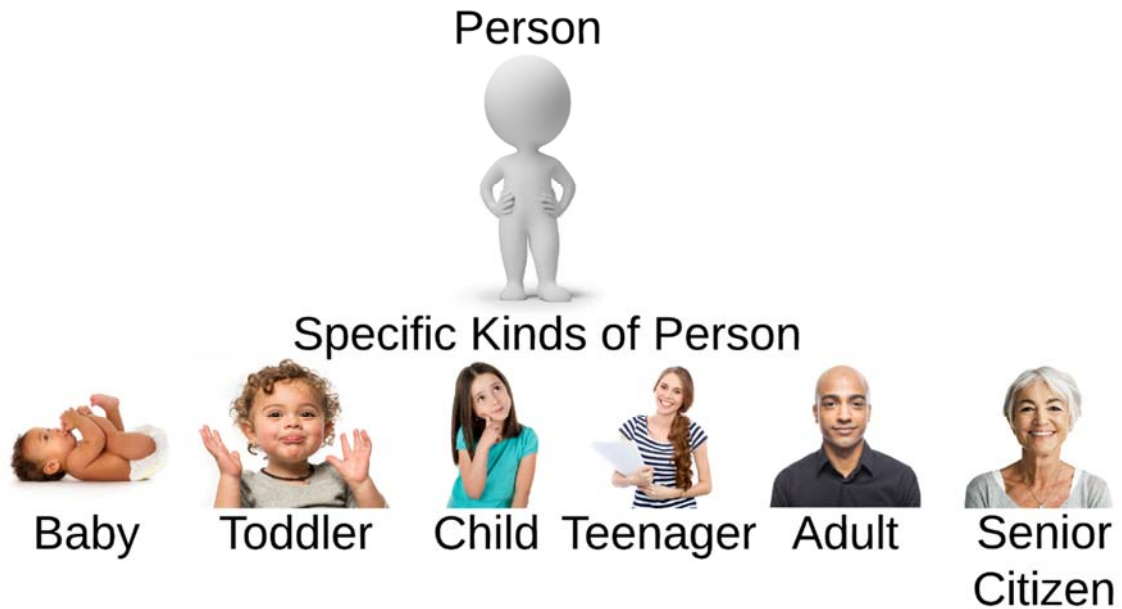 Person
Specific Kinds of Person
Baby
Toddler
Child
Teenager
Adult
Senior
Citizen